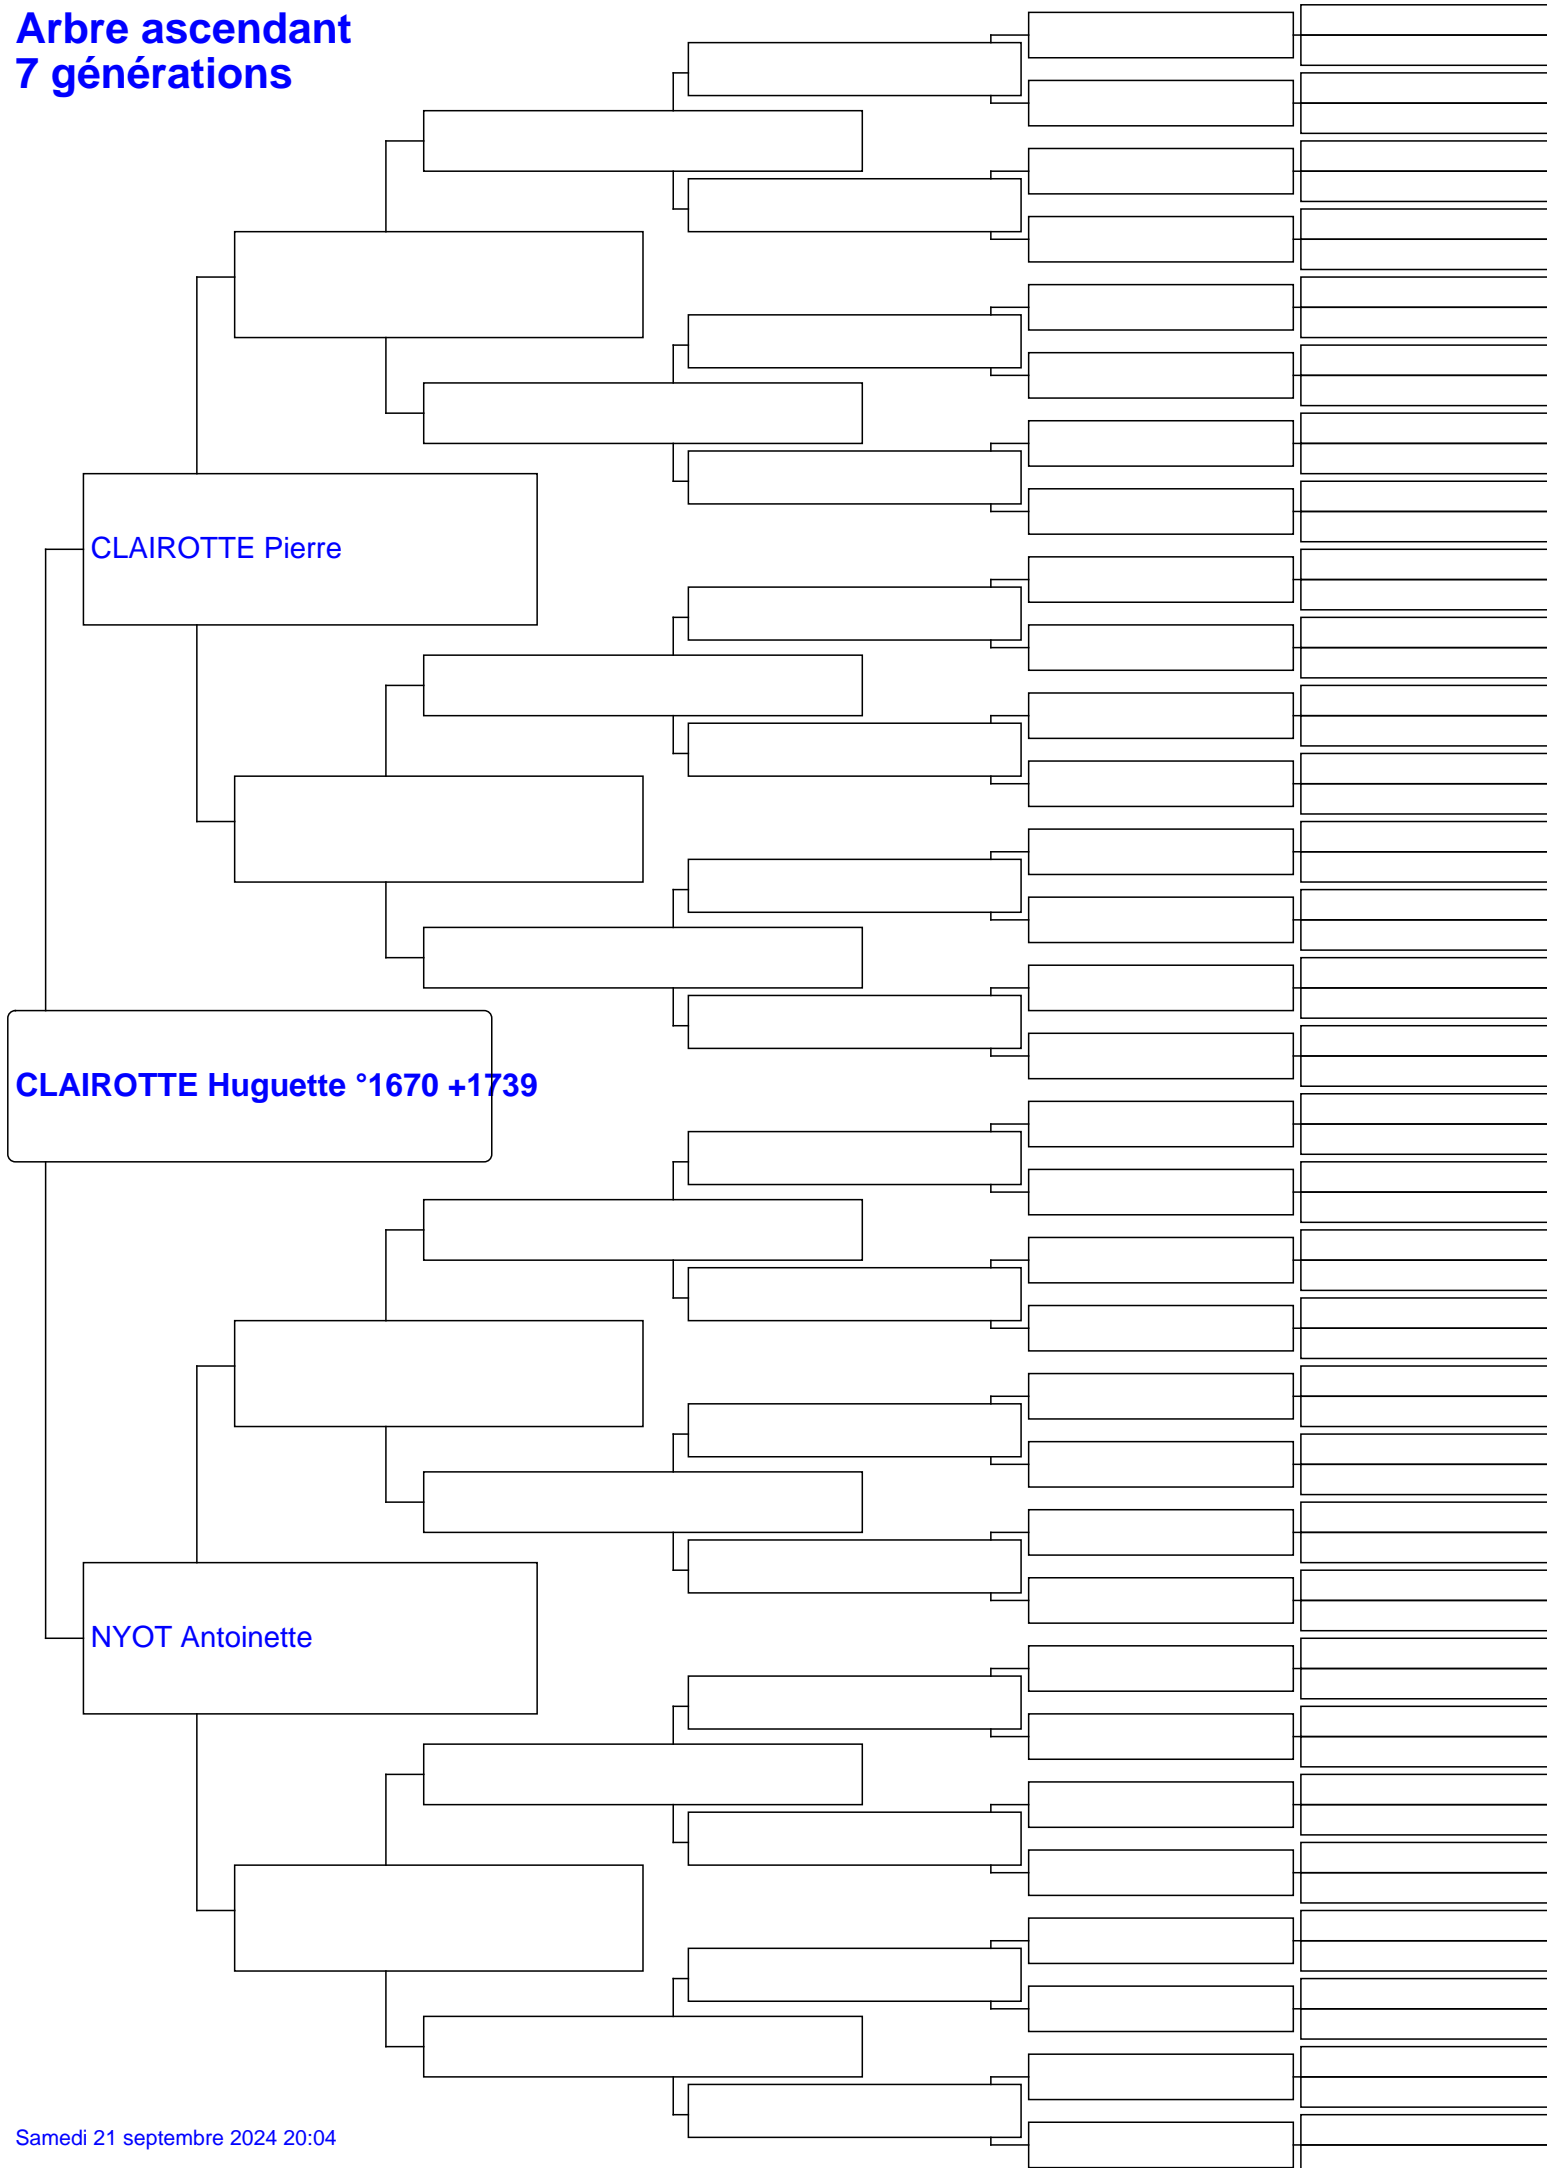 Arbre ascendant
7 générations
CLAIROTTE Pierre
CLAIROTTE Huguette °1670 +1739
NYOT Antoinette
Samedi 21 septembre 2024 20:04